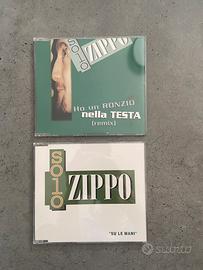 SOLO
ZIPPO
Ho un RONZIO
nella TESTA
(remix)
SOLO
ZIPPO
"SU LE MANI"
subito